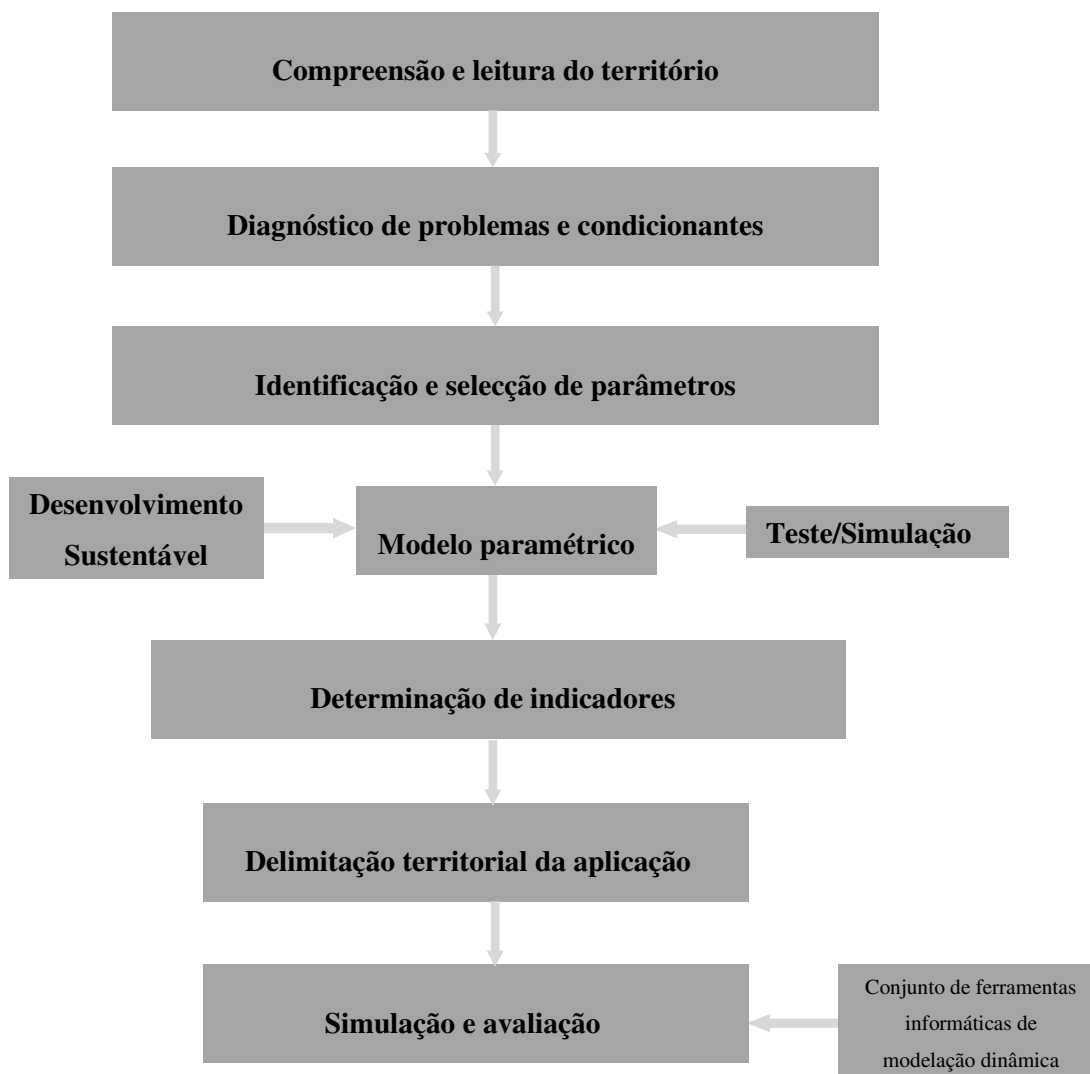 Compreensão e leitura do território
Diagnóstico de problemas e condicionantes
Identificação e selecção de parâmetros
Desenvolvimento
Sustentável
Modelo paramétrico
Teste/Simulação
Determinação de indicadores
Delimitação territorial da aplicação
Simulação e avaliação
Conjunto de ferramentas
informáticas de
modelação dinâmica